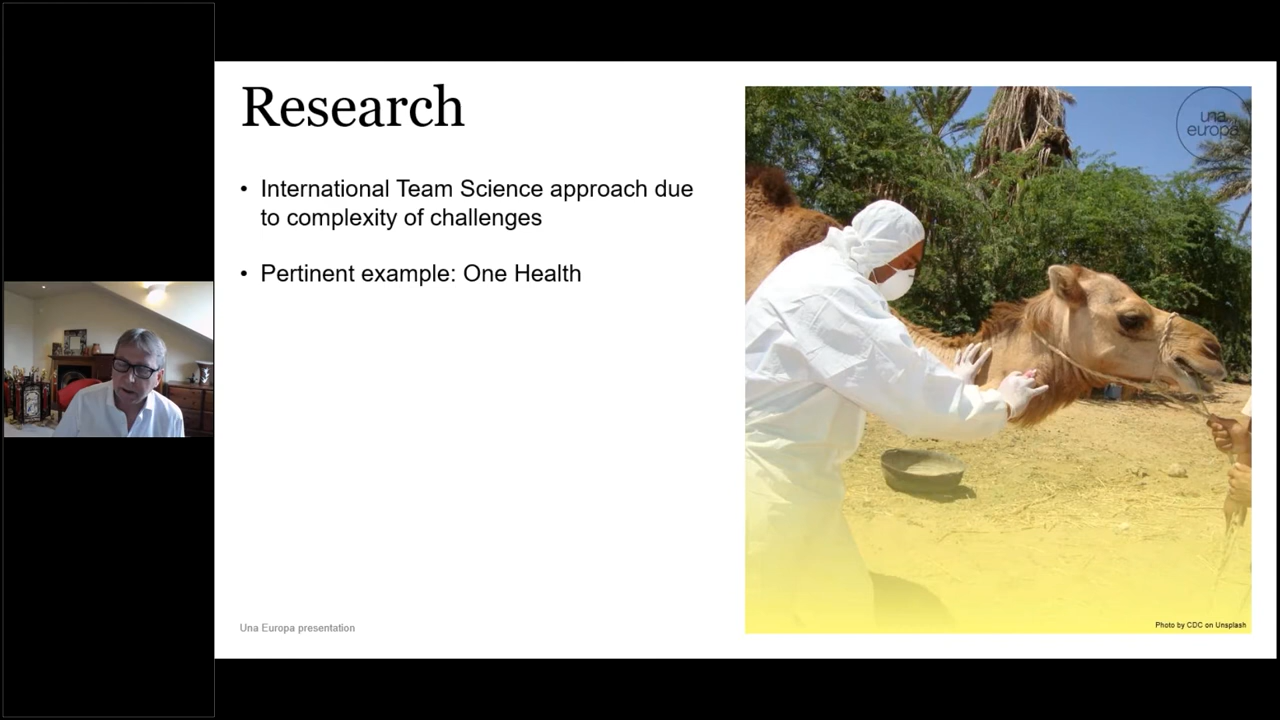 Research
• International Team Science approach due
to complexity of challenges
• Pertinent example: One Health
una
europa
Una Europa presentation
Photo by CDC on Unsplash